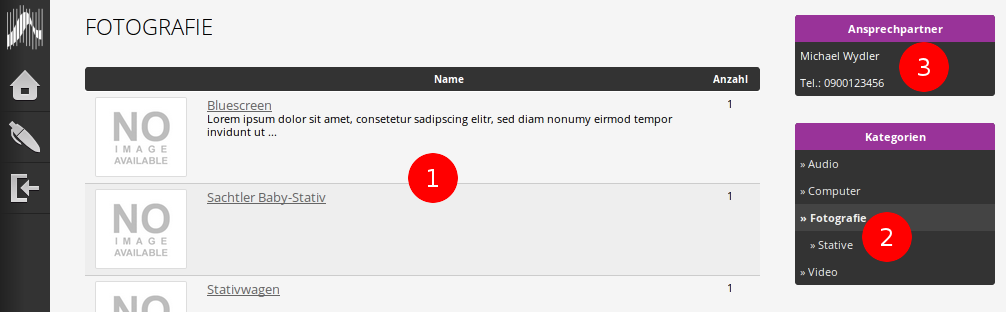 FOTOGRAFIE
Name Anzahl
NO
IMAGE
AVAILABLE
Bluescreen 1
Lorem ipsum dolor sit amet, consetetur sadipscing elitr, sed diam nonumy eirmod tempor
invidunt ut ...
1
NO
IMAGE
AVAILABLE
Sachtler Baby-Stativ 1
NO
Stativwagen 1
Ansprechpartner
Michael Wydler
Tel.: 0900123456
3
Kategorien
» Audio
» Computer
» Fotografie
» Stative
2
» Video